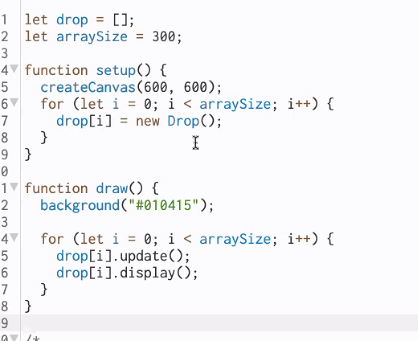 1 let drop = [];
2 let arraySize = 300;
3
4 function setup() {
5 createCanvas(600, 600);
6 for (let i = 0; i < arraySize; i++) {
7 drop[i] = new Drop();
8 }
9 }
0
1 function draw() {
2 background("#010415");
3
4 for (let i = 0; i < arraySize; i++) {
5 drop[i].update();
6 drop[i].display();
7 }
8 }
9
0 /*